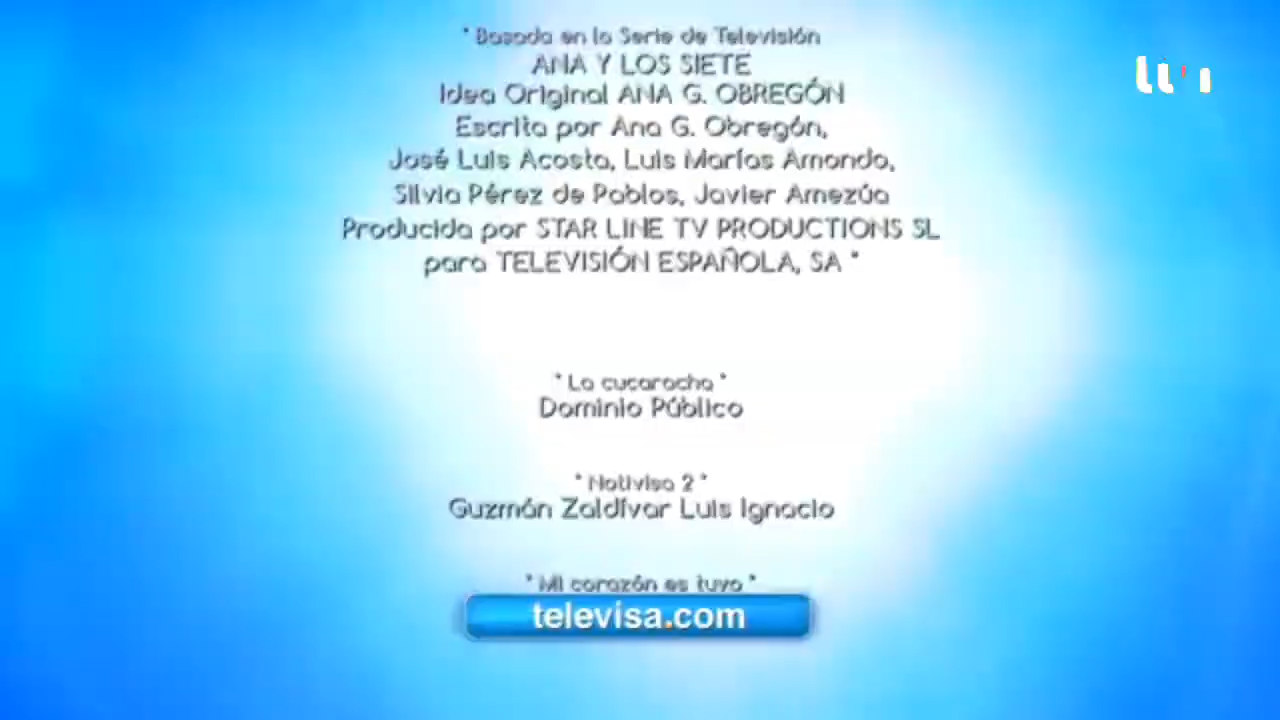 " Basada en la Serie de Televisión
ANA Y LOS SIETE
Idea Original ANA G. OBREGÓN
Escrita por Ana G. Obregón,
José Luis Acosta, Luis Marías Amondo,
Silvia Pérez de Pablos, Javier Amezúa
Producida por STAR LINE TV PRODUCTIONS SL
para TELEVISIÓN ESPAÑOLA, SA "
" La cucaracha "
Dominio Público
" Notivisa 2 "
Guzmán Zaldívar Luis Ignacio
" Mi corazón es tuyo "
televisa.com